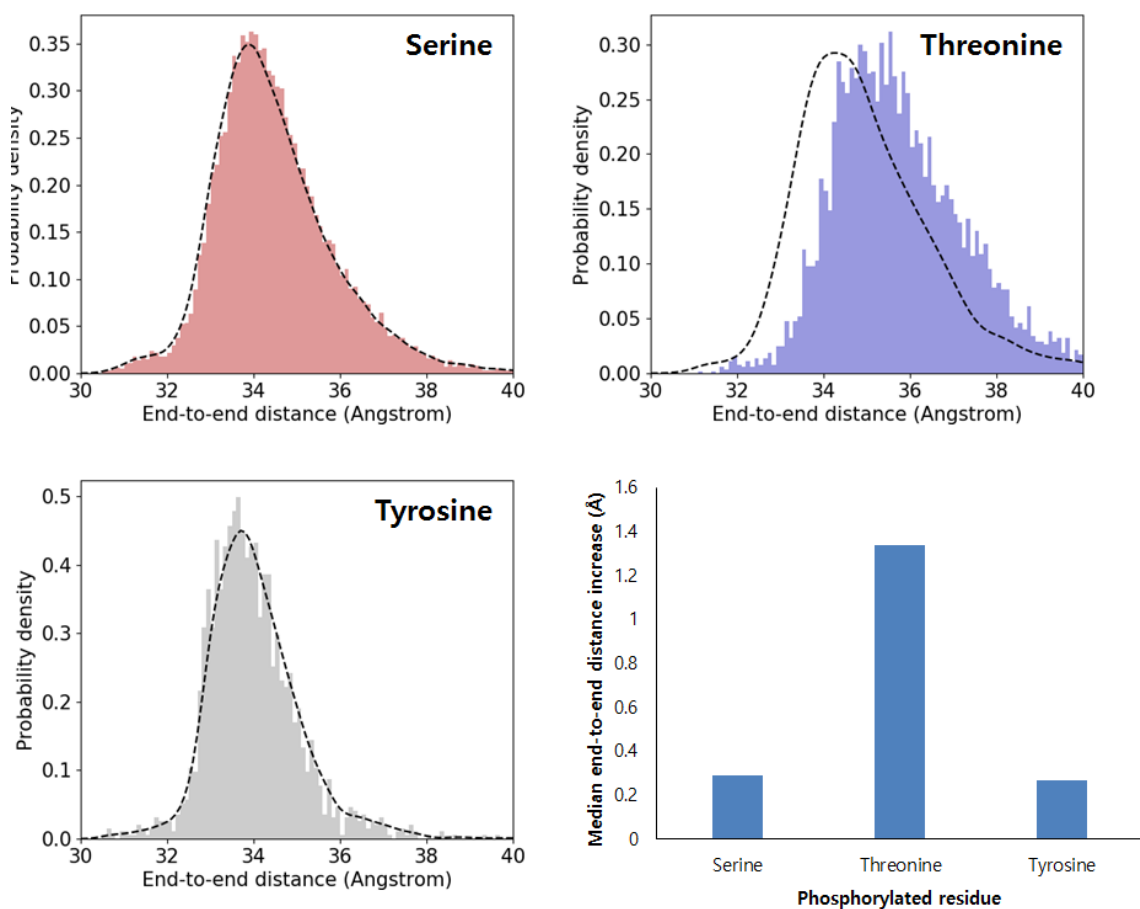 Serine
0.35
0.30
0.25
0.20
0.15
0.10
0.05
0.00
Probability density
30 32 34 36 38 40
End-to-end distance (Angstrom)
Threonine
0.30
0.25
0.20
0.15
0.10
0.05
0.00
Probability density
30 32 34 36 38 40
End-to-end distance (Angstrom)
Tyrosine
0.5
0.4
0.3
0.2
0.1
0.0
Probability density
30 32 34 36 38 40
End-to-end distance (Angstrom)
1.6
1.4
1.2
1
0.8
0.6
0.4
0.2
0
Median end-to-end distance increase (Å)
Serine Threonine Tyrosine
Phosphorylated residue